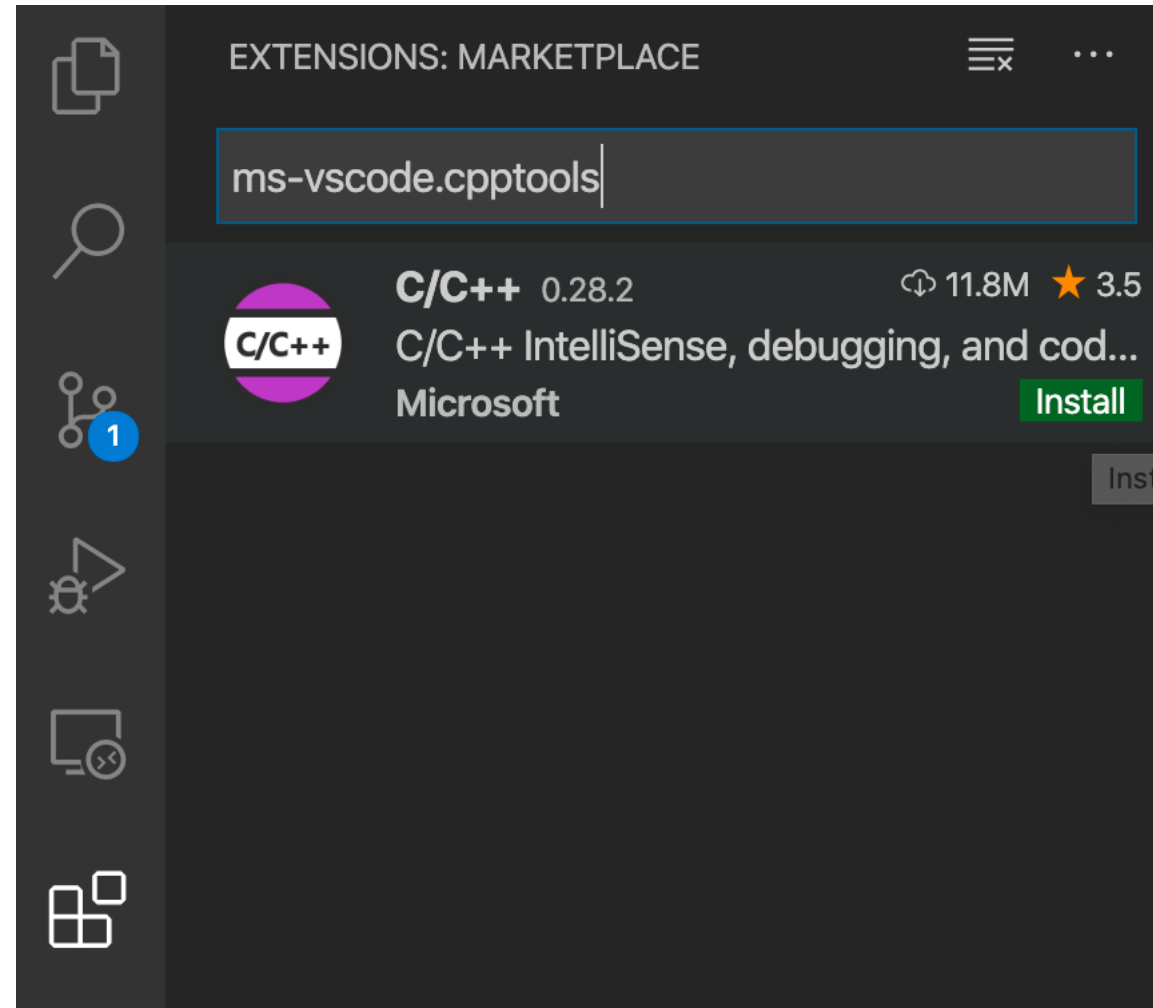 EXTENSIONS: MARKETPLACE
ms-vscode.cpptools
C/C++ 0.28.2 11.8M ★ 3.5
C/C++
C/C++ IntelliSense, debugging, and cod...
Microsoft Install
1
Inst